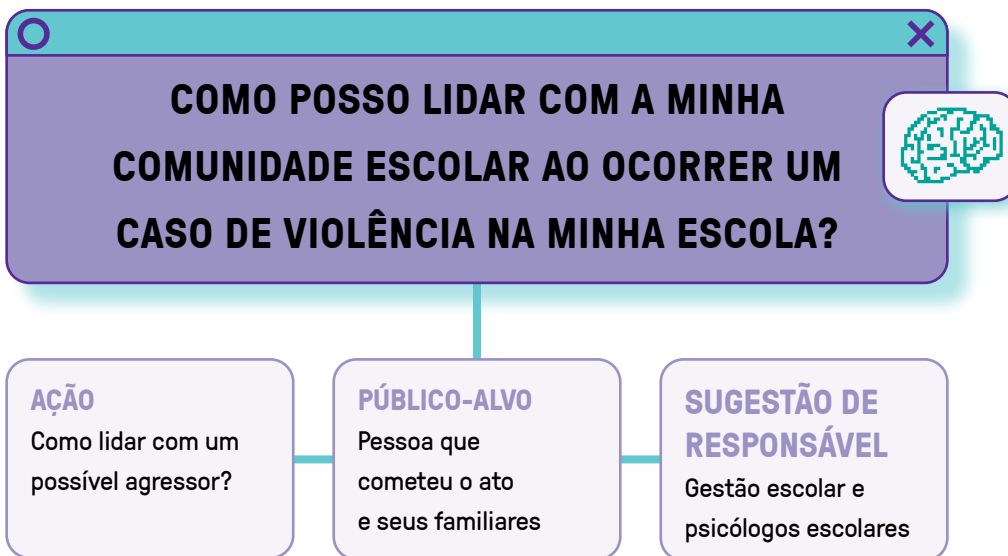 COMO POSSO LIDAR COM A MINHA
COMUNIDADE ESCOLAR AO OCORRER UM
CASO DE VIOLÊNCIA NA MINHA ESCOLA?
AÇÃO
Como lidar com um
possível agressor?
PÚBLICO-ALVO
Pessoa que
cometeu o ato
e seus familiares
SUGESTÃO DE
RESPONSÁVEL
Gestão escolar e
psicólogos escolares